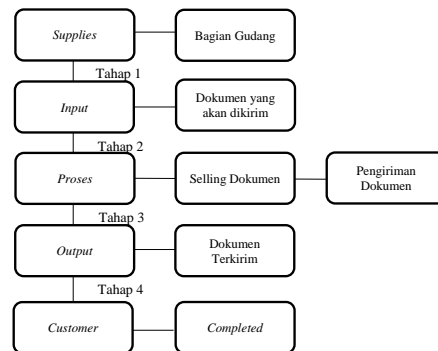 Supplies
Bagian Gudang
Tahap 1
Input
Dokumen yang
akan dikirim
Tahap 2
Proses
Selling Dokumen
Pengiriman
Dokumen
Tahap 3
Output
Dokumen
Terkirim
Tahap 4
Customer
Completed